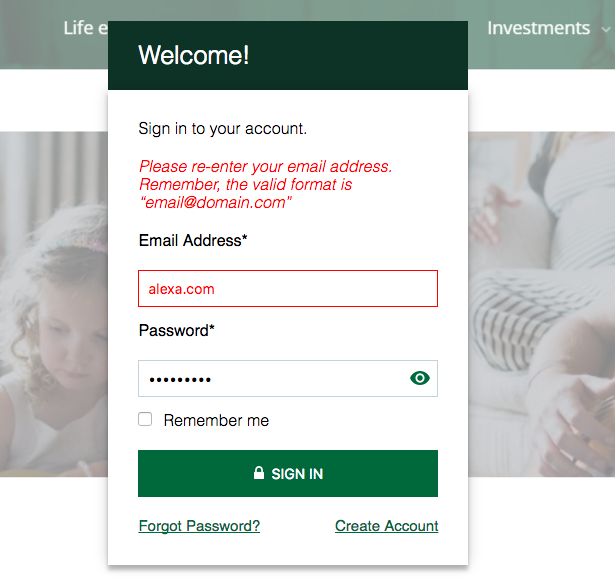 Life e
Investments
Welcome!
Sign in to your account.
Please re-enter your email address.
Remember, the valid format is
"email@domain.com"
Email Address*
alexa.com
Password*
•••••••••
Remember me
SIGN IN
Forgot Password?
Create Account